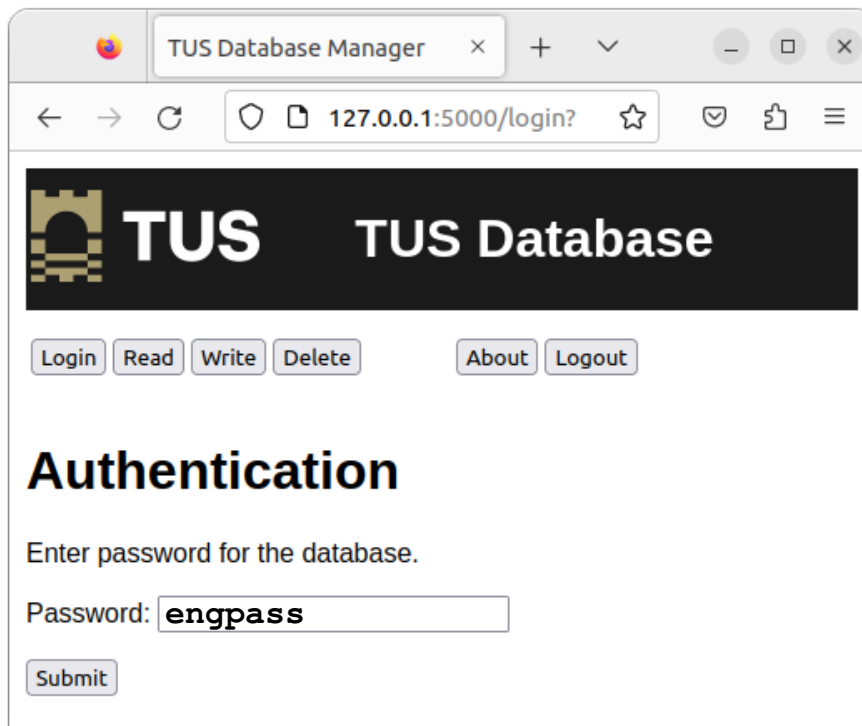 TUS Database Manager
127.0.0.1:5000/login?
TUS TUS Database
Login Read Write Delete About Logout
Authentication
Enter password for the database.
Password: engpass
Submit